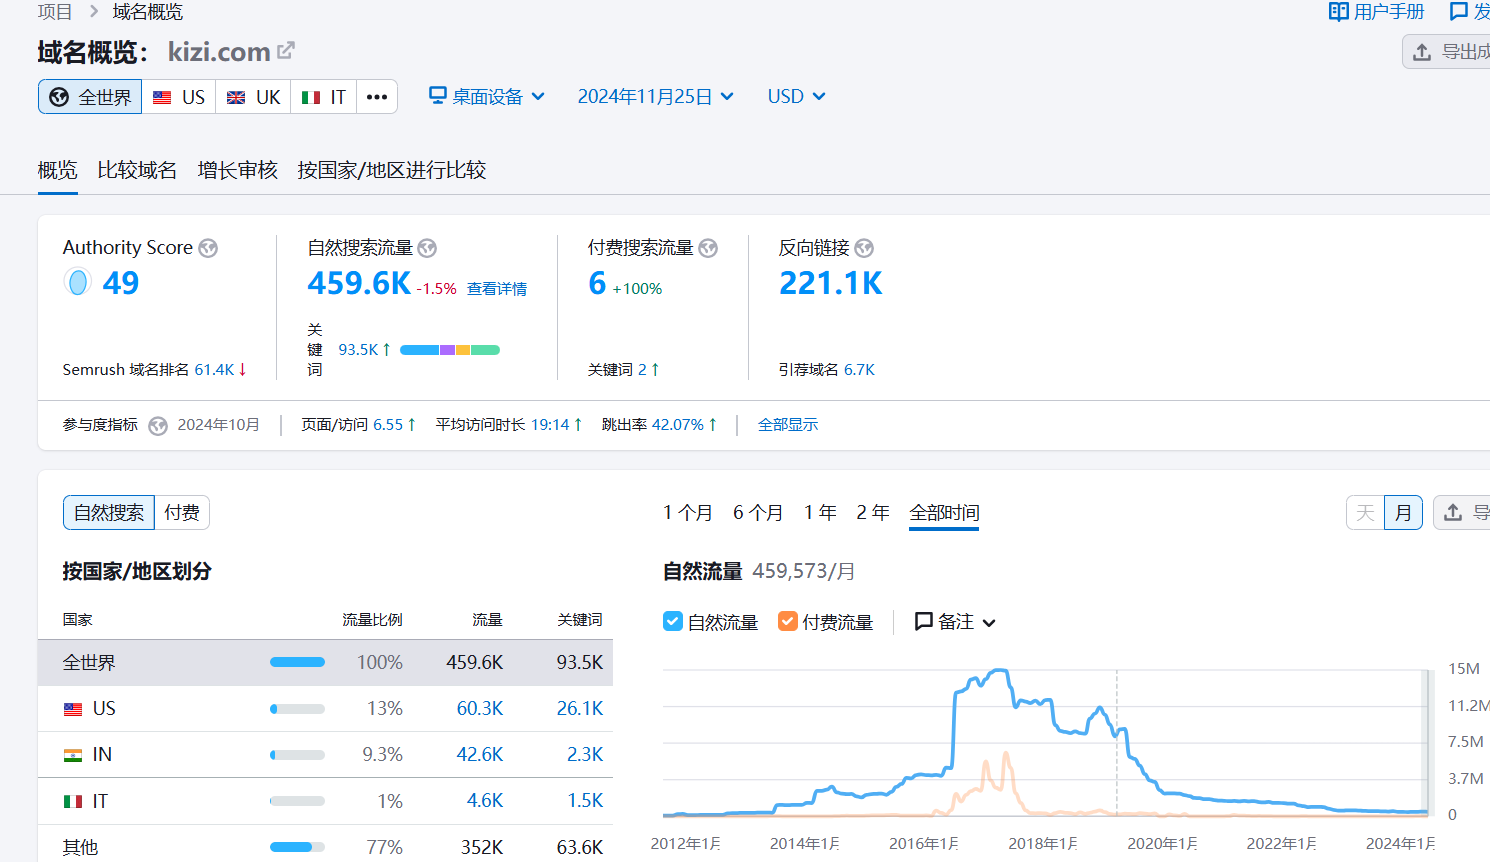 项目 > 域名概览
用户手册 发
域名概览： kizi.com
导出成
全世界 US UK IT •••
桌面设备 2024年11月25日 USD
概览 比较域名 增长审核 按国家/地区进行比较
Authority Score 自然搜索流量 付费搜索流量 反向链接
49 459.6K -1.5% 查看详情 6 +100% 221.1K
关键词 93.5K ↑
Semrush 域名排名 61.4K ↓ 关键词 2 ↑ 引荐域名 6.7K
参与度指标 2024年10月 页面/访问 6.55 ↑ 平均访问时长 19:14 ↑ 跳出率 42.07% ↑ 全部显示
自然搜索 付费
1 个月 6 个月 1 年 2 年 全部时间
天 月 导
按国家/地区划分
自然流量 459,573/月
国家 流量比例 流量 关键词
自然流量 付费流量 备注
全世界 100% 459.6K 93.5K
US 13% 60.3K 26.1K
IN 9.3% 42.6K 2.3K
IT 1% 4.6K 1.5K
其他 77% 352K 63.6K
15M
11.2M
7.5M
3.7M
0
2012年1月 2014年1月 2016年1月 2018年1月 2020年1月 2022年1月 2024年1月